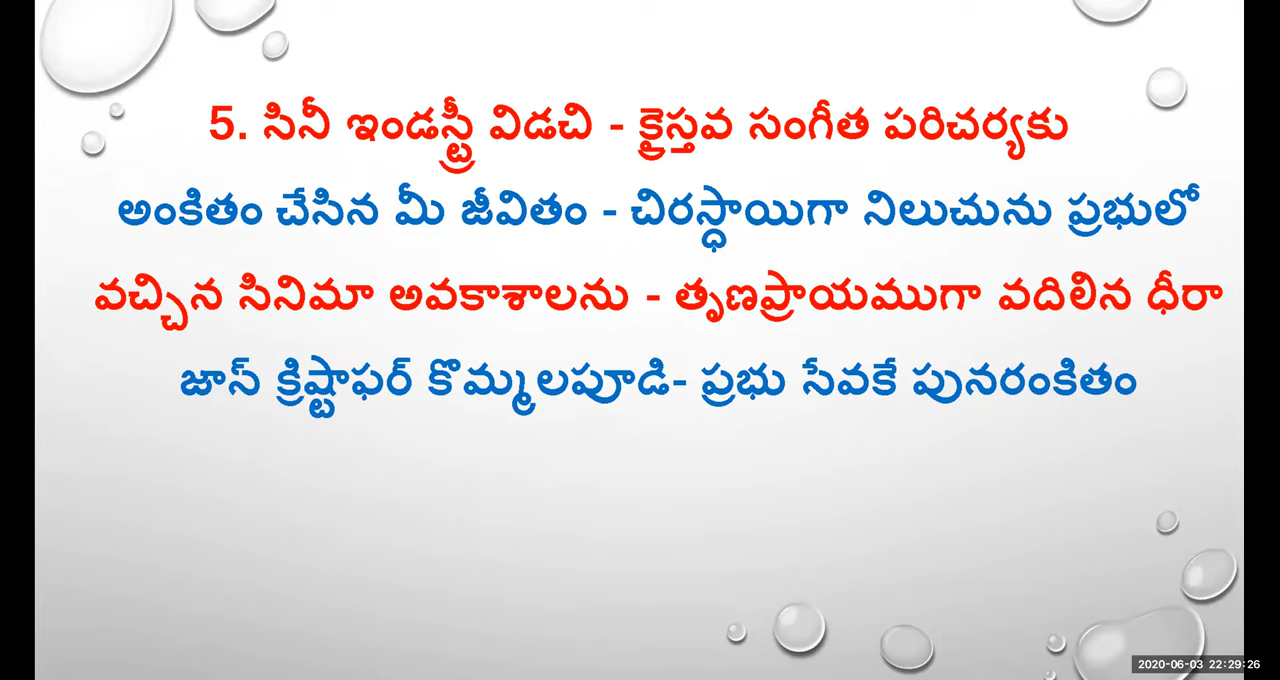 5. సినీ ఇండస్ట్రీ విడచి - క్రైస్తవ సంగీత పరిచర్యకు
అంకితం చేసిన మీ జీవితం - చిరస్ధాయిగా నిలుచును ప్రభులో
వచ్చిన సినిమా అవకాశాలను - తృణప్రాయముగా వదిలిన ధీరా
జాస్ క్రిష్టాఫర్ కొమ్మలపూడి- ప్రభు సేవకే పునరంకితం
2020-06-03 22:29:26